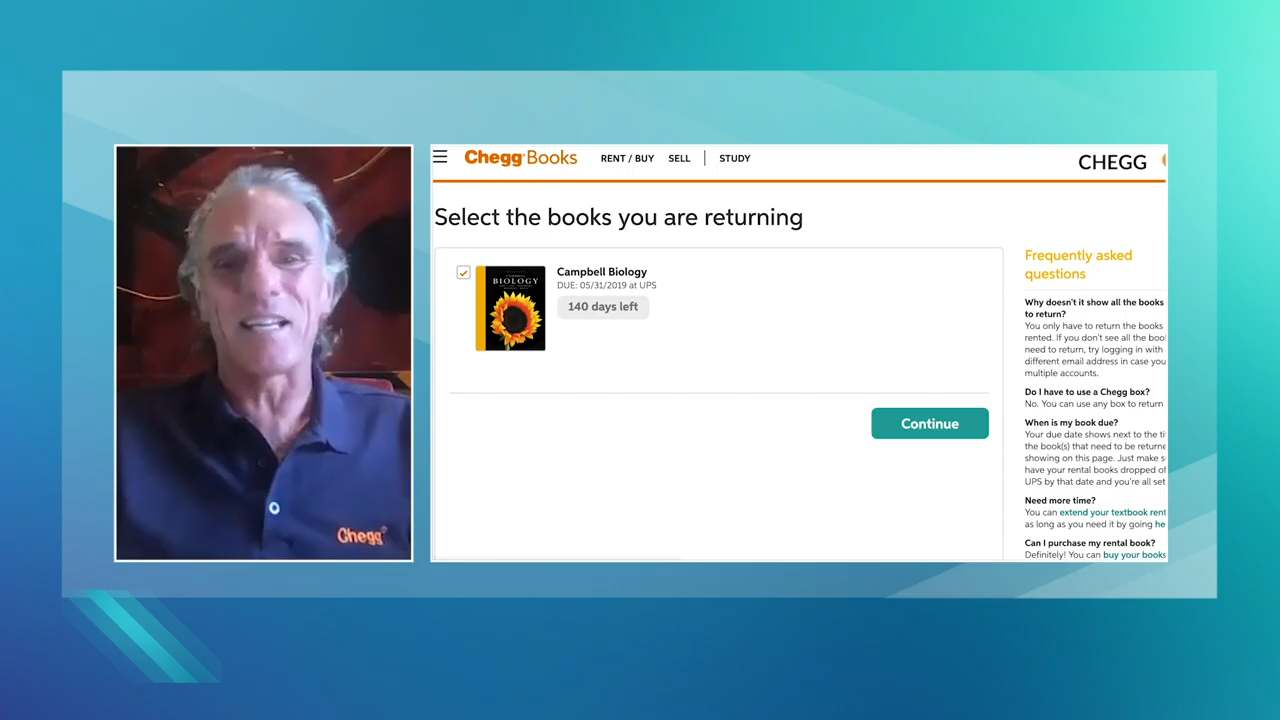 Chegg
Chegg Books
RENT / BUY
SELL
STUDY
CHEGG
Select the books you are returning
BIOLOGY
Campbell Biology
DUE: 05/31/2019 at UPS
140 days left
Continue
Frequently asked
questions
Why doesn't it show all the books
to return?
You only have to return the books
rented. If you don't see all the
need to return, try logging in with
different email address in case you
multiple accounts.
Do I have to use a Chegg box?
No. You can use any box to return
When is my book due?
Your due date shows next to the
the book(s) that need to be
showing on this page. Just make
have your rental books dropped
UPS by that date and you're all set
Need more time?
You can extend your textbook
as long as you need it by going
Can I purchase my rental book?
Definitely! You can buy your books